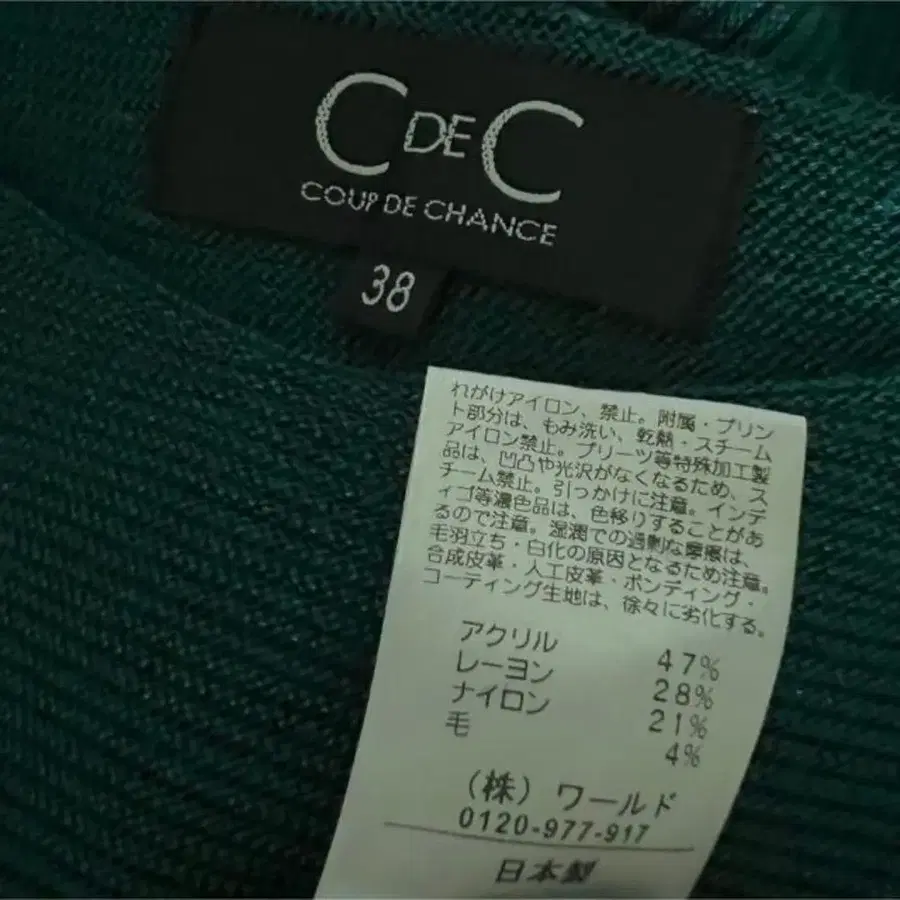 C DE C
COUP DE CHANCE
38
れがけアイロン、禁止。附属・プリン
ト部分は、もみ洗い、乾熱・スチーム
アイロン禁止。プリーツ等特殊加工製
品は、凹凸や光沢がなくなるため、ス
チーム禁止。引っかけに注意。インデ
ィゴ等濃色品は、色移りすることがあ
るので注意。湿潤での過剰な摩擦は、
毛羽立ち・白化の原因となるため注意。
合成皮革・人工皮革・ボンディング・
コーティング生地は、徐々に劣化する。
アクリル 47%
レーヨン 28%
ナイロン 21%
毛 4%
(株) ワールド
0120-977-917
日本製